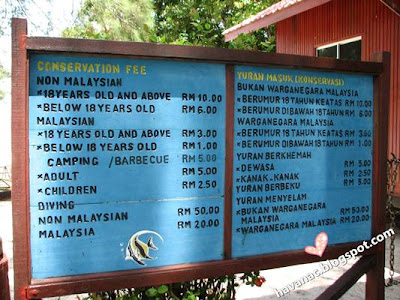 CONSERVATION FEE
NON MALAYSIAN
*18 YEARS OLD AND ABOVE RM 10.00
*BELOW 18 YEARS OLD RM 6.00
MALAYSIAN
*18 YEARS OLD AND ABOVE RM 3.00
*BELOW 18 YEARS OLD RM 1.00
CAMPING /BARBECUE RM 5.00
*ADULT RM 5.00
*CHILDREN RM 2.50
DIVING
NON MALAYSIAN RM 50.00
MALAYSIA RM 20.00
YURAN MASUK (KONSERVASI)
BUKAN WARGANEGARA MALAYSIA
*BERUMUR 18 TAHUN KEATAS RM 10.00
*BERUMUR DIBAWAH 18 TAHUN RM 6.00
WARGANEGARA MALAYSIA
*BERUMUR 18 TAHUN KEATAS RM 3.00
*BERUMUR DIBAWAH 18 TAHUN RM 1.00
YURAN BERKHEMAH
*DEWASA RM 5.00
*KANAK-KANAK RM 2.50
YURAN BERBEKU RM 5.00
YURAN MENYELAM
*BUKAN WARGANEGARA RM 50.00
MALAYSIA
*WARGANEGARA MALAYSIA RM 20.00
havanac.blogspot.com